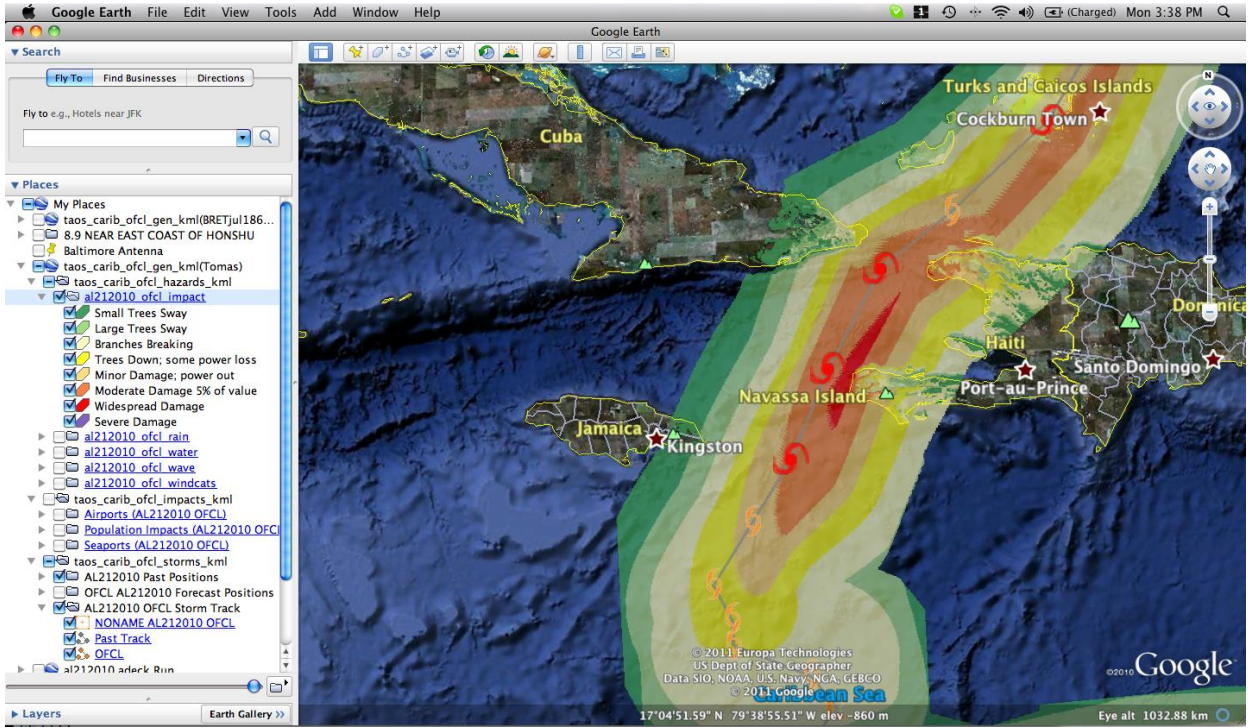 Google Earth File Edit View Tools Add Window Help
1 (Charged) Mon 3:38 PM
Google Earth
Search
Fly To Find Businesses Directions
Fly to e.g., Hotels near JFK
Places
My Places
taos_carib_ofcl_gen_kml(BRETjul186...
8.9 NEAR EAST COAST OF HONSHU
Baltimore Antenna
taos_carib_ofcl_gen_kml(Tomas)
taos_carib_ofcl_hazards_kml
al212010_ofcl_impact
Small Trees Sway
Large Trees Sway
Branches Breaking
Trees Down; some power loss
Minor Damage; power out
Moderate Damage 5% of value
Widespread Damage
Severe Damage
al212010_ofcl_rain
al212010_ofcl_water
al212010_ofcl_wave
al212010_ofcl_windcats
taos_carib_ofcl_impacts_kml
Airports (AL212010 OFCL)
Population Impacts (AL212010 OFCl
Seaports (AL212010 OFCL)
taos_carib_ofcl_storms_kml
AL212010 Past Positions
OFCL AL212010 Forecast Positions
AL212010 OFCL Storm Track
NONAME AL212010 OFCL
Past Track
OFCL
al212010 adeck Run
Layers
Earth Gallery >>
N
Turks and Caicos Islands
Cockburn Town
Cuba
Dominica
Haiti
Santo Domingo
Port-au-Prince
Navassa Island
Jamaica
Kingston
© 2011 Europa Technologies
US Dept of State Geographer
Data SIO, NOAA, U.S. Navy, NGA, GEBCO
© 2011 Google
Caribbean Sea
©2010 Google
17°04'51.59" N 79°38'55.51" W elev -860 m
Eye alt 1032.88 km